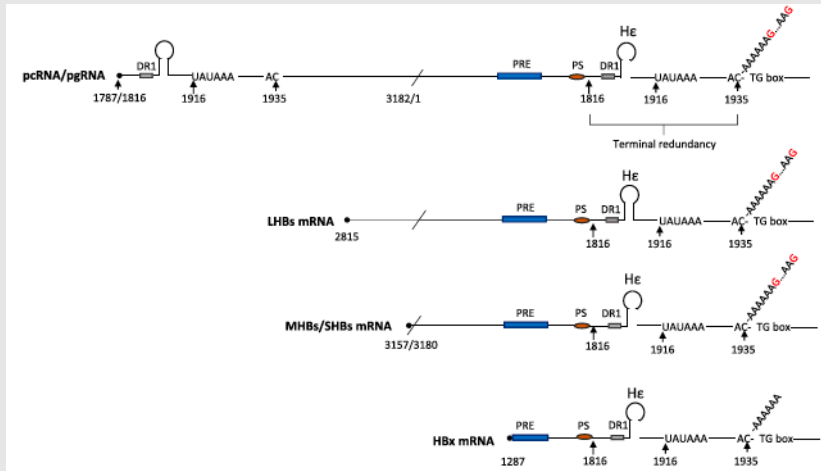 Hε
AAAAAAG...AAG
DR1 PRE PS DR1
pcRNA/pgRNA UAUAAA AC UAUAAA AC- TG box
1787/1816 1916 1935 3182/1 1816 1916 1935
Terminal redundancy
AAAAAAG...AAG
Hε
PRE PS DR1
LHBs mRNA UAUAAA AC- TG box
2815 1816 1916 1935
AAAAAAG...AAG
Hε
PRE PS DR1
MHBs/SHBs mRNA UAUAAA AC- TG box
3157/3180 1816 1916 1935
AAAAAA
Hε
PRE PS DR1
HBx mRNA UAUAAA AC- TG box
1287 1816 1916 1935